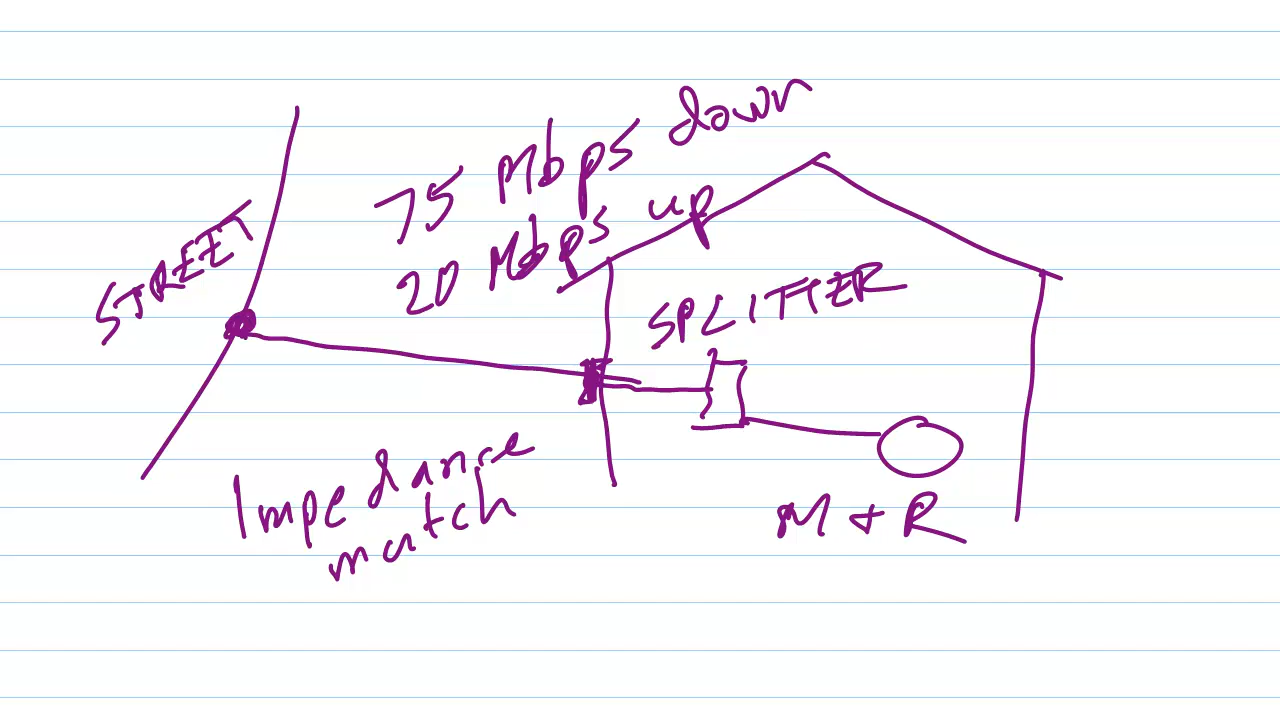 STREET
75 Mbps down
20 Mbps up
SPLITTER
Impedance
match
M + R